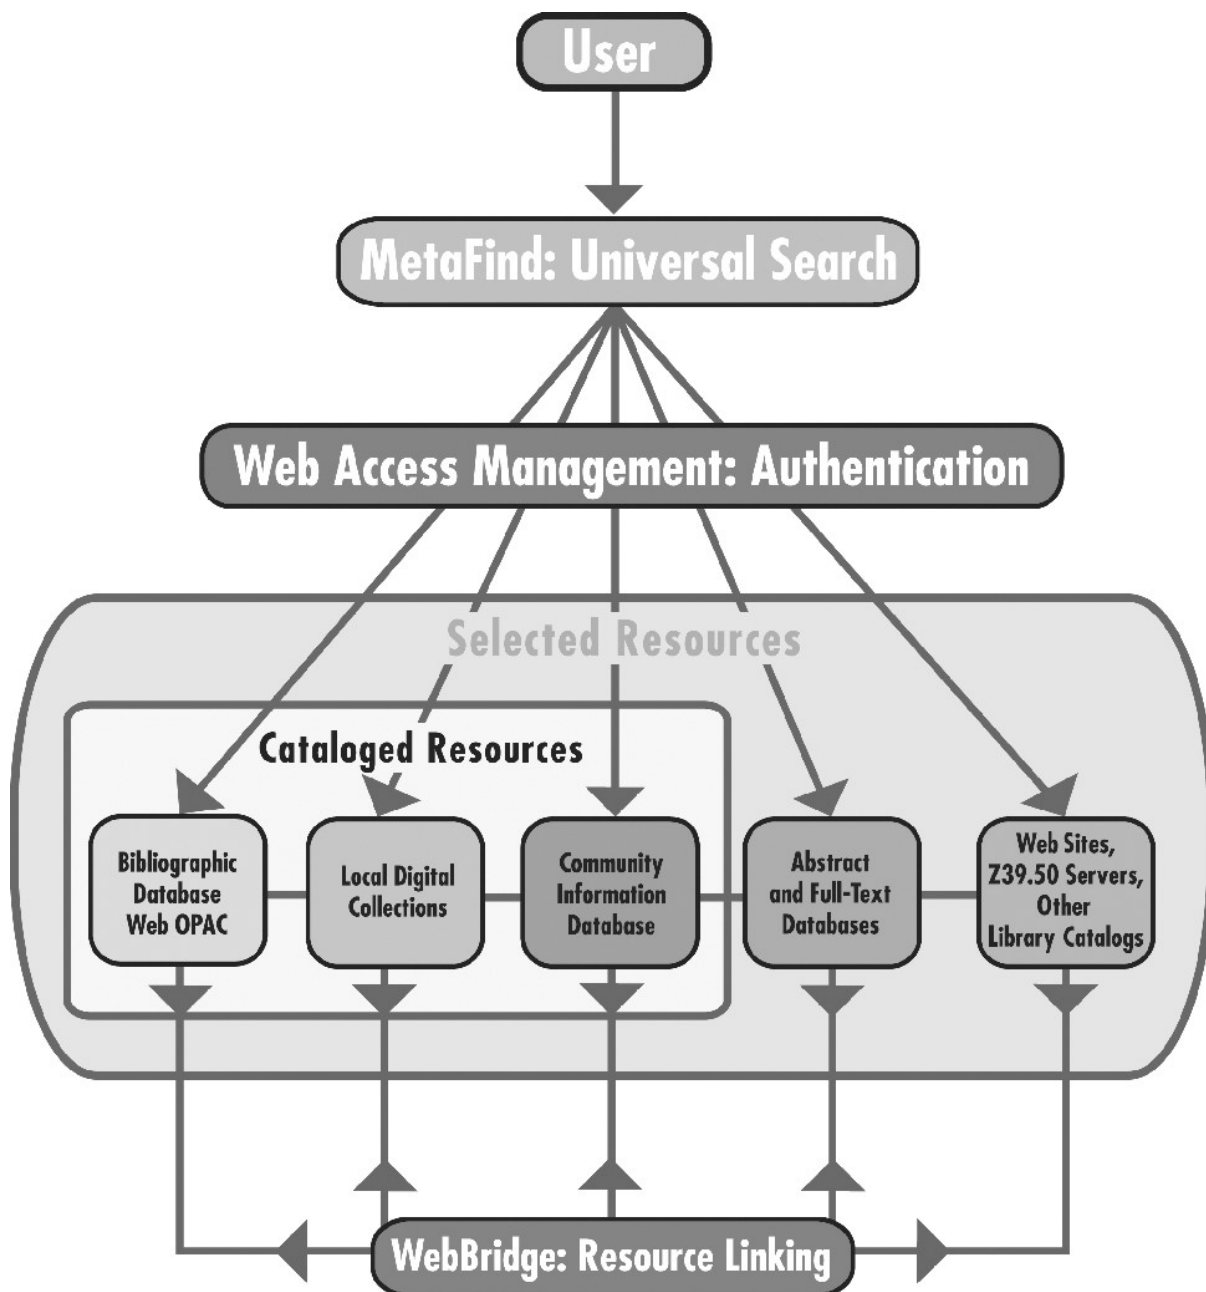 User
MetaFind: Universal Search
Web Access Management: Authentication
Selected Resources
Cataloged Resources
Bibliographic
Database
Web OPAC
Local Digital
Collections
Community
Information
Database
Abstract
and Full-Text
Databases
Web Sites,
Z39.50 Servers,
Other
Library Catalogs
WebBridge: Resource Linking